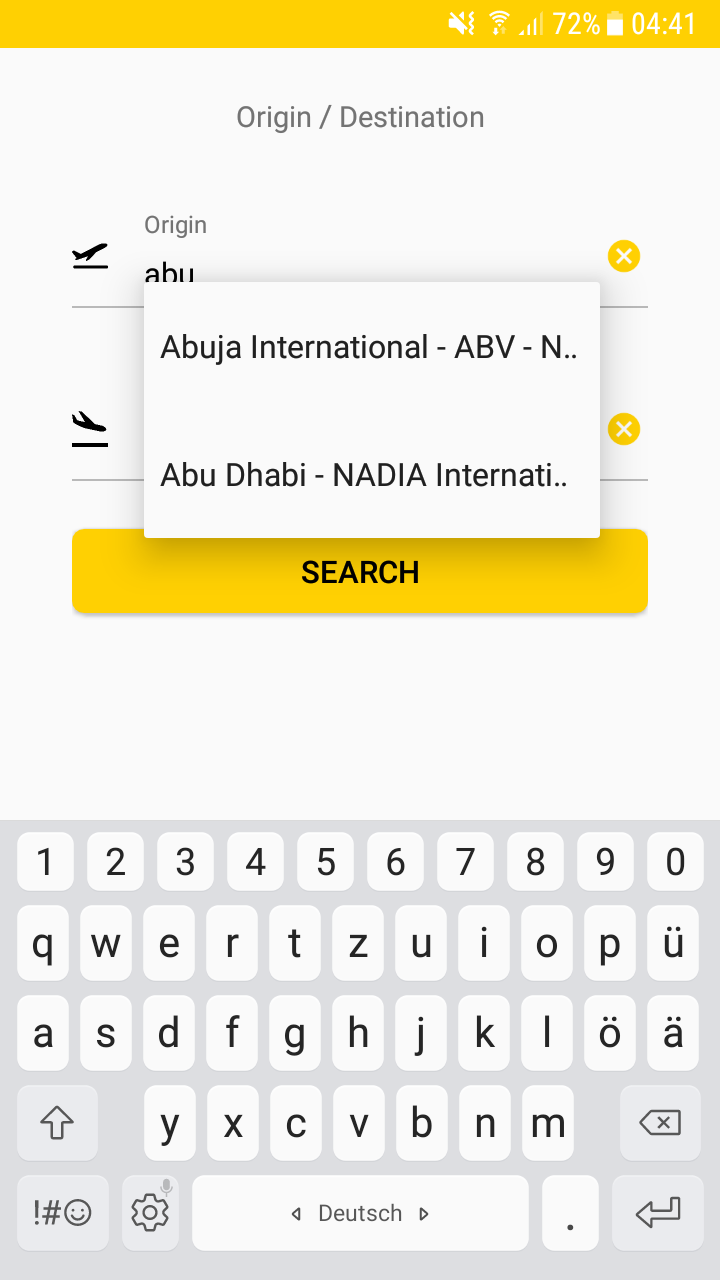 72% 04:41
Origin / Destination
Origin
abu
Abuja International - ABV - N..
Abu Dhabi - NADIA Internati..
SEARCH
1 2 3 4 5 6 7 8 9 0
q w e r t z u i o p ü
a s d f g h j k l ö ä
y x c v b n m
!#☺ Deutsch .